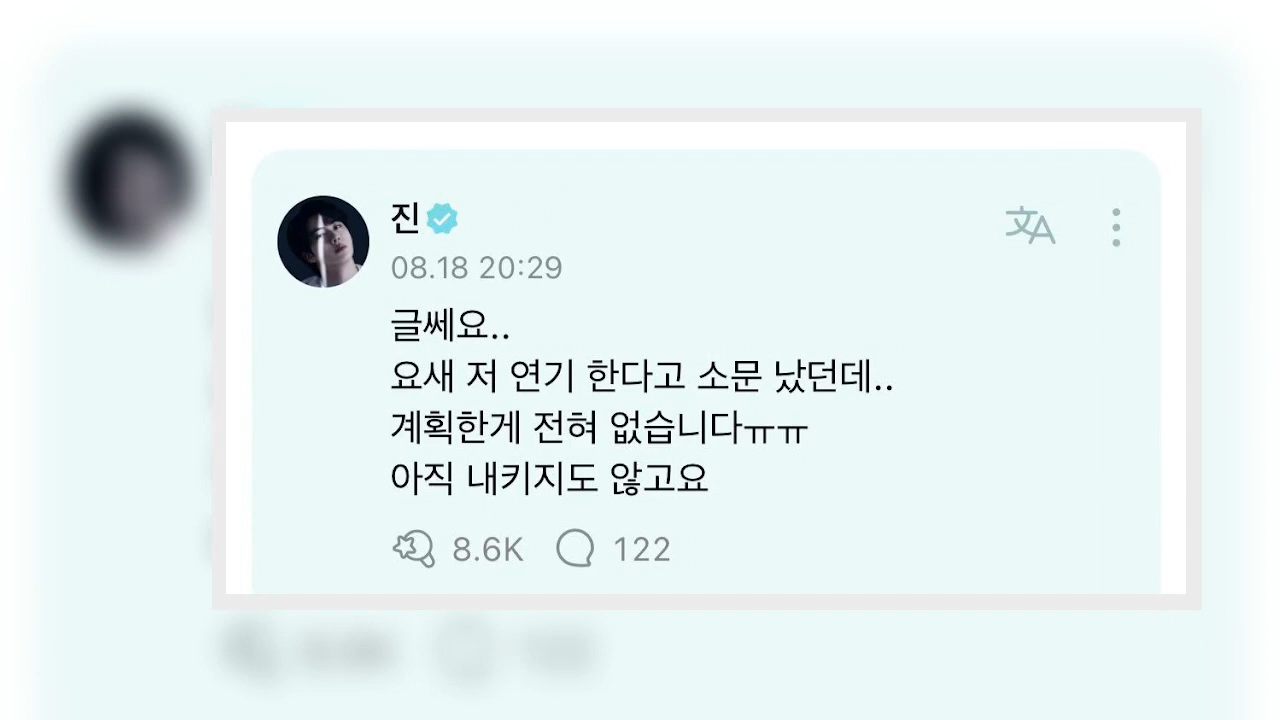 진
08.18 20:29
글쎄요..
요새 저 연기 한다고 소문 났던데..
계획한게 전혀 없습니다ㅠㅠ
아직 내키지도 않고요
8.6K 122